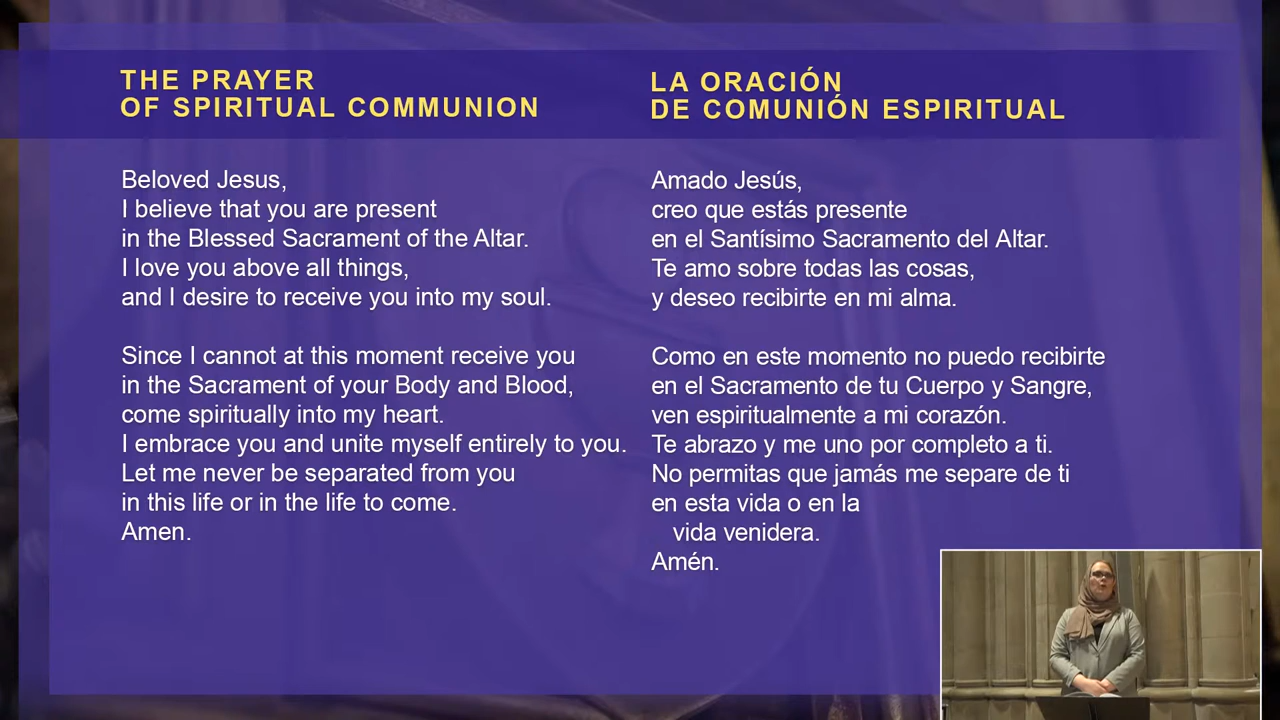 THE PRAYER
OF SPIRITUAL COMMUNION
Beloved Jesus,
I believe that you are present
in the Blessed Sacrament of the Altar.
I love you above all things,
and I desire to receive you into my soul.
Since I cannot at this moment receive you
in the Sacrament of your Body and Blood,
come spiritually into my heart.
I embrace you and unite myself entirely to you.
Let me never be separated from you
in this life or in the life to come.
Amen.
LA ORACIÓN
DE COMUNIÓN ESPIRITUAL
Amado Jesús,
creo que estás presente
en el Santísimo Sacramento del Altar.
Te amo sobre todas las cosas,
y deseo recibirte en mi alma.
Como en este momento no puedo recibirte
en el Sacramento de tu Cuerpo y Sangre,
ven espiritualmente a mi corazón.
Te abrazo y me uno por completo a ti.
No permitas que jamás me separe de ti
en esta vida o en la
vida venidera.
Amén.